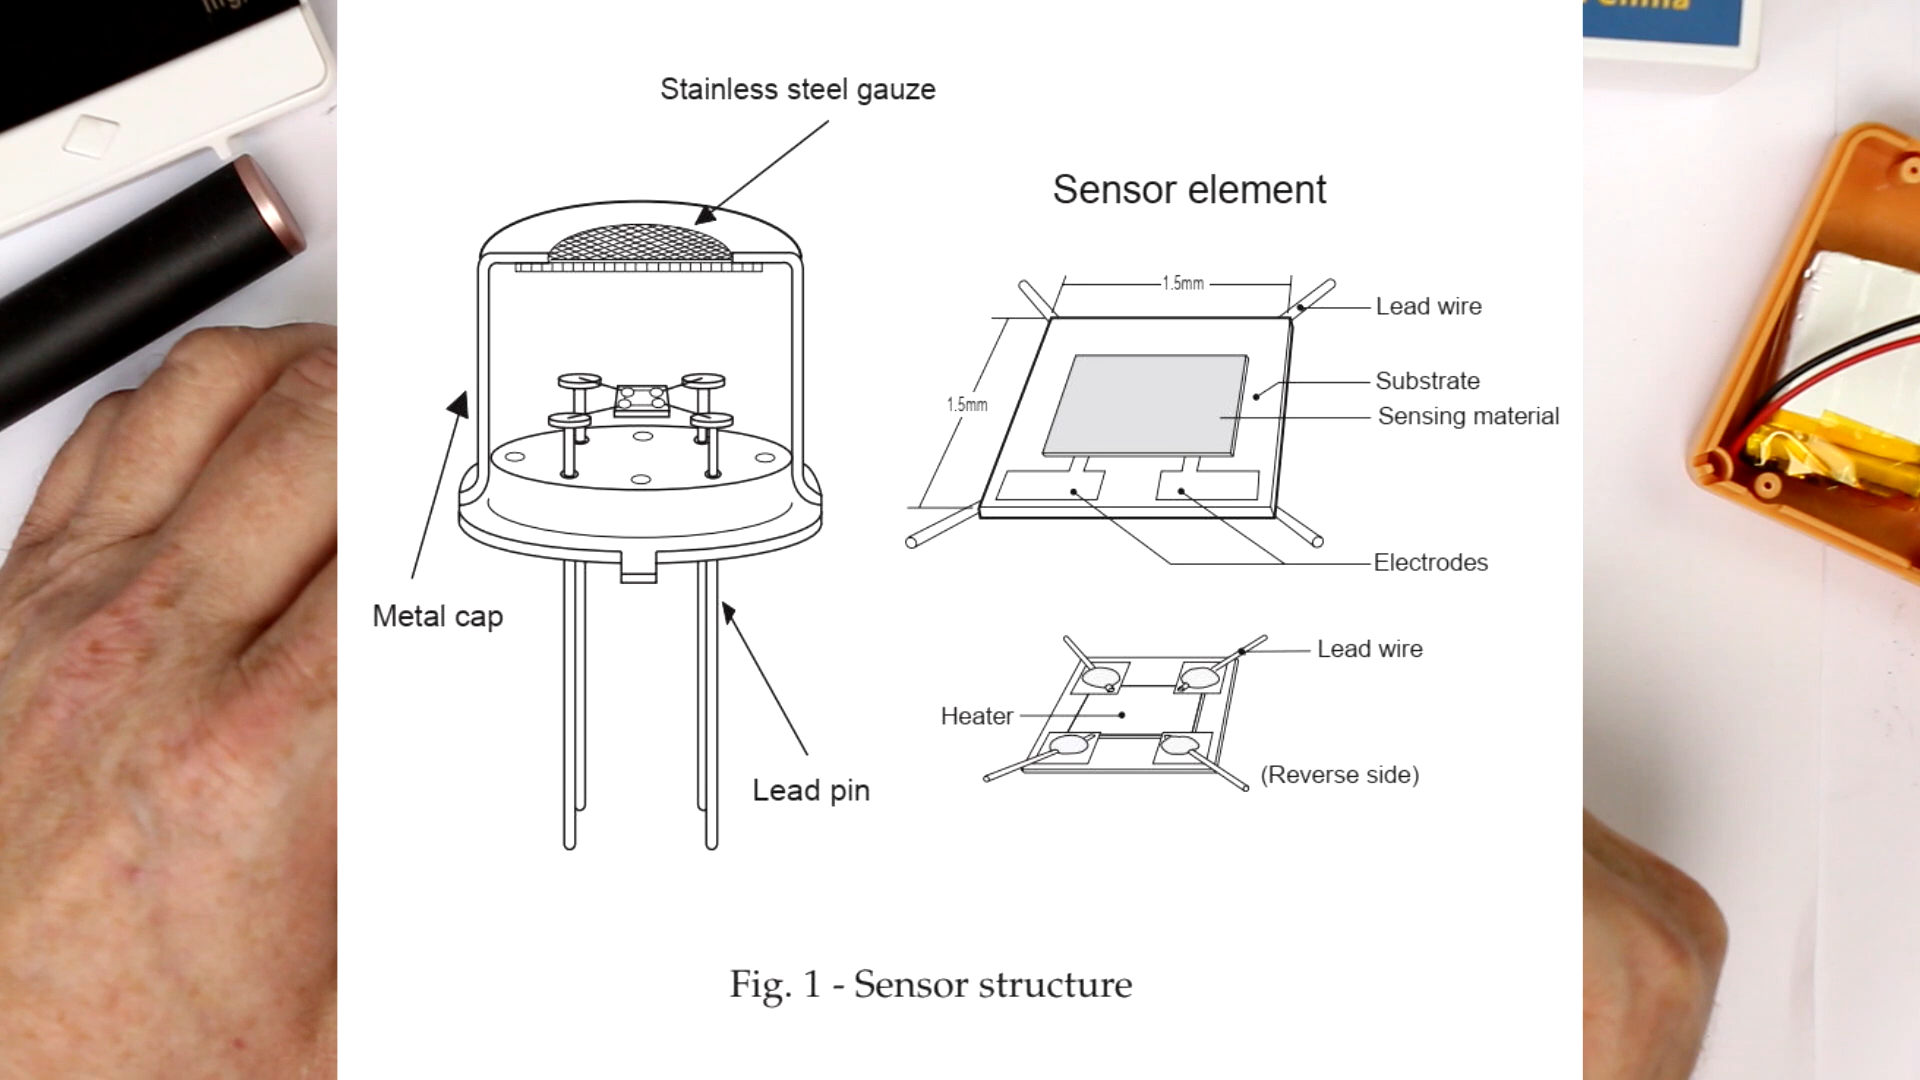 Stainless steel gauze
Sensor element
1.5mm
Lead wire
Substrate
1.5mm
Sensing material
Electrodes
Metal cap
Lead wire
Heater
(Reverse side)
Lead pin
Fig. 1 - Sensor structure